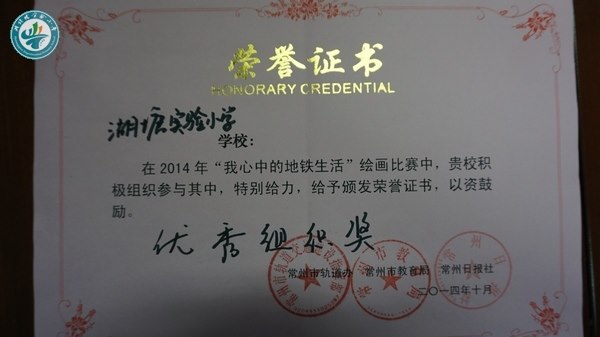 荣誉证书
HONORARY CREDENTIAL
湖塘实验小学
学校：
在2014年“我心中的地铁生活”绘画比赛中，贵校积
极组织参与其中，特别给力，给予颁发荣誉证书，以资鼓
励。
优秀组织奖
常州市轨道办 常州市教育局 常州日报社
二〇一四年十月